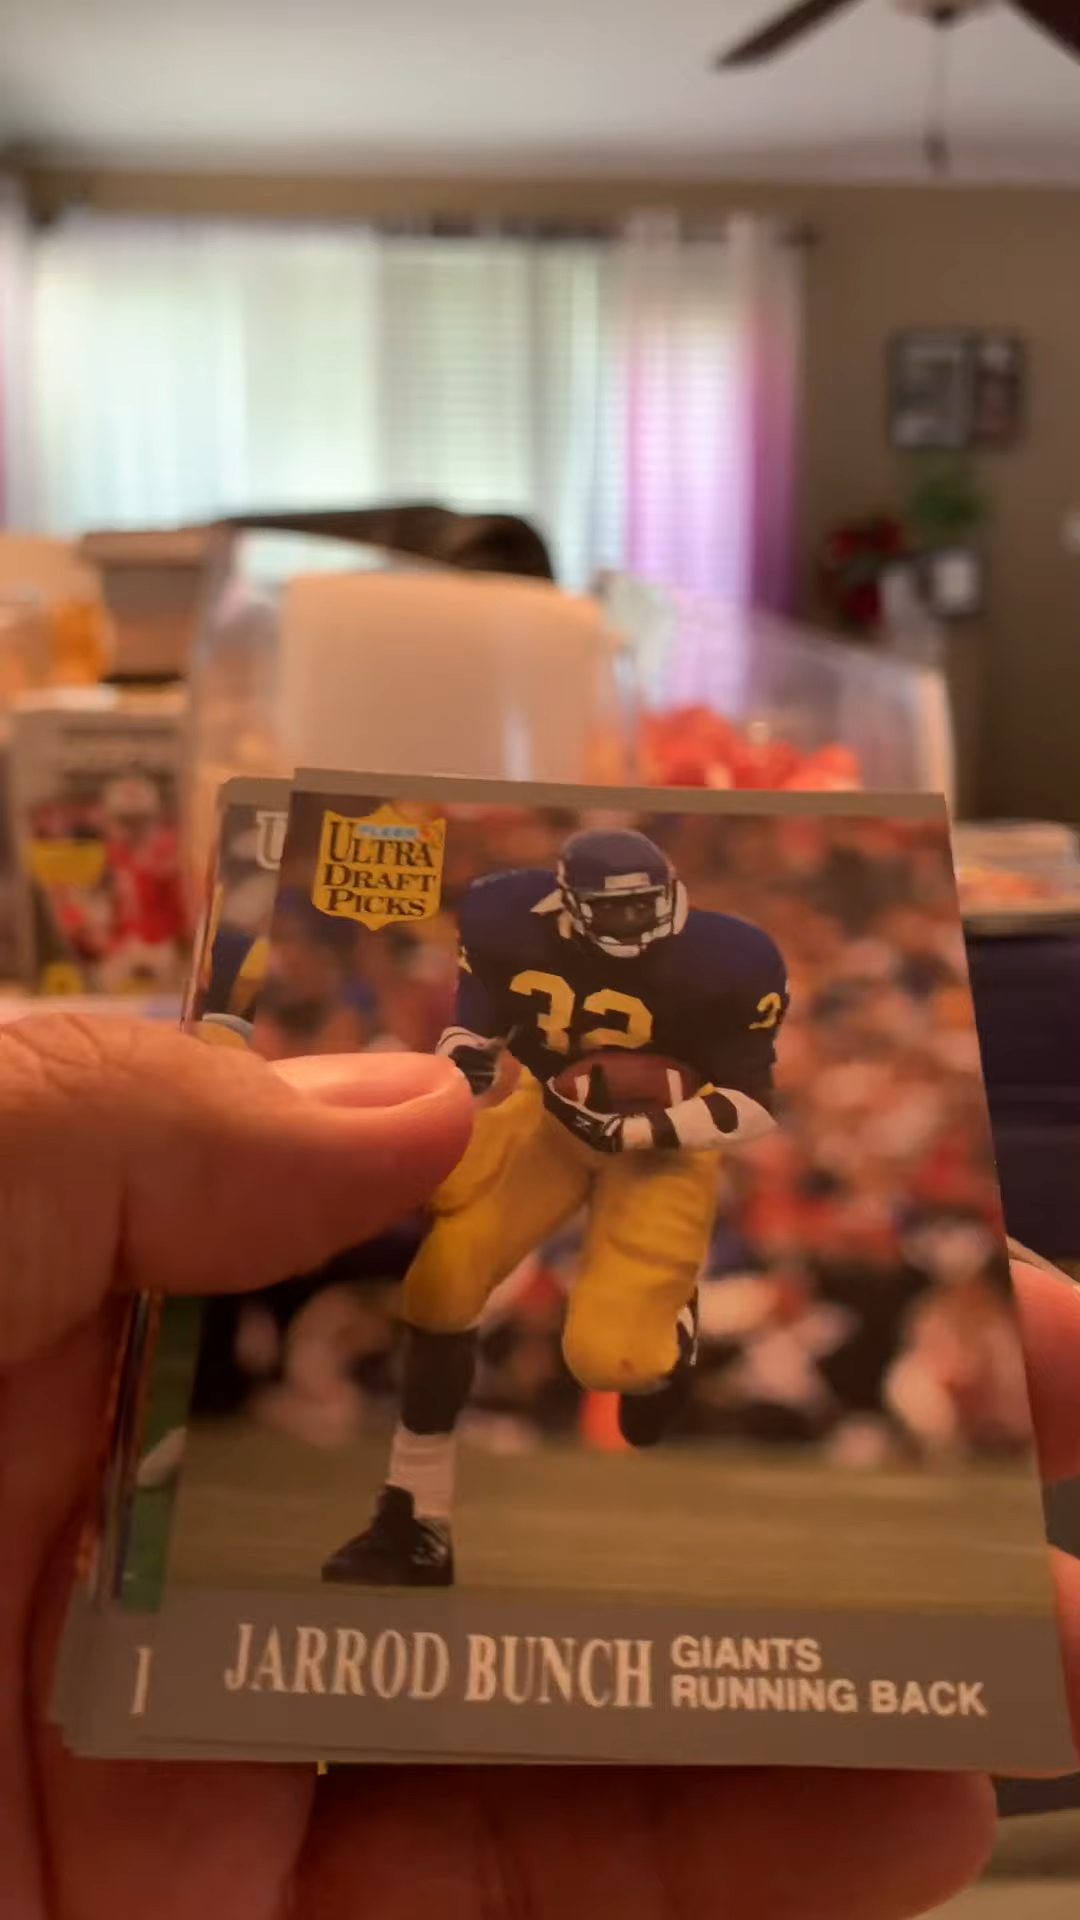 FLEER
ULTRA
DRAFT
PICKS
32
JARROD BUNCH
GIANTS
RUNNING BACK